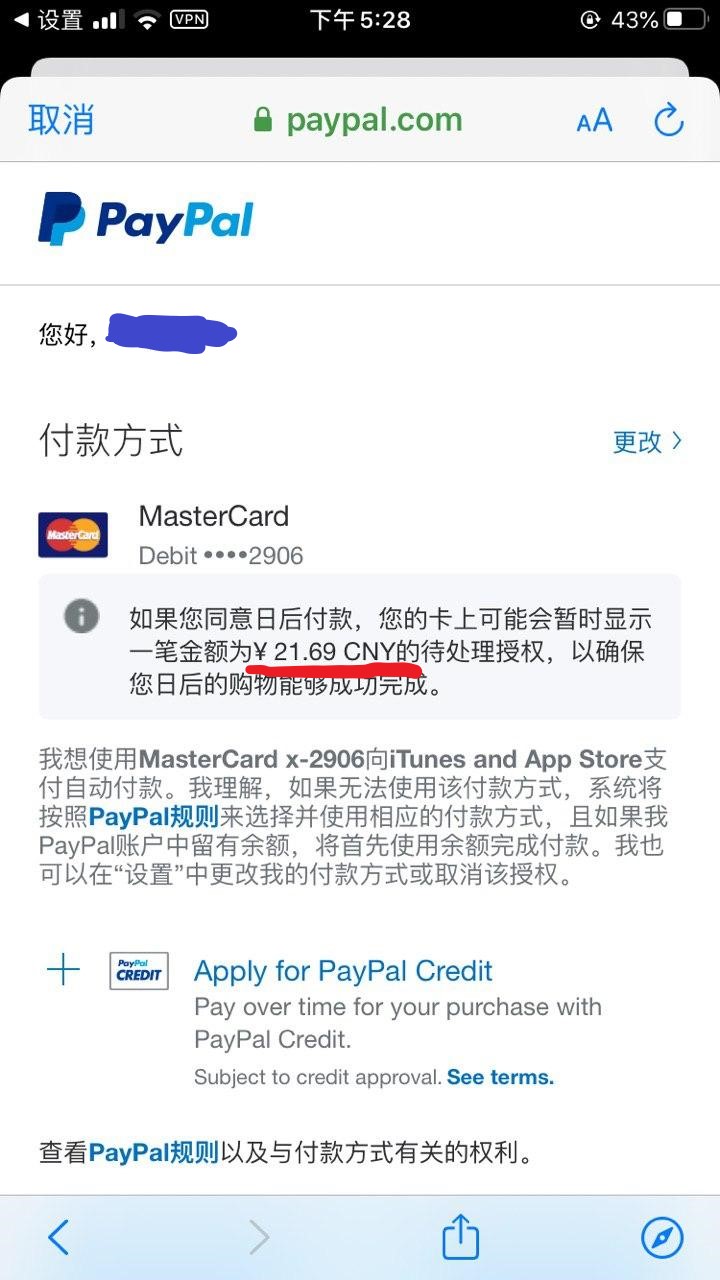 设置 VPN 下午5:28 43%
取消 paypal.com AA
PayPal
您好,
付款方式 更改
MasterCard
MasterCard
Debit ••••2906
如果您同意日后付款，您的卡上可能会暂时显示
一笔金额为¥ 21.69 CNY的待处理授权，以确保
您日后的购物能够成功完成。
我想使用MasterCard x-2906向iTunes and App Store支
付自动付款。我理解，如果无法使用该付款方式，系统将
按照PayPal规则来选择并使用相应的付款方式，且如果我
PayPal账户中留有余额，将首先使用余额完成付款。我也
可以在“设置”中更改我的付款方式或取消该授权。
PayPal
CREDIT
Apply for PayPal Credit
Pay over time for your purchase with
PayPal Credit.
Subject to credit approval. See terms.
查看PayPal规则以及与付款方式有关的权利。